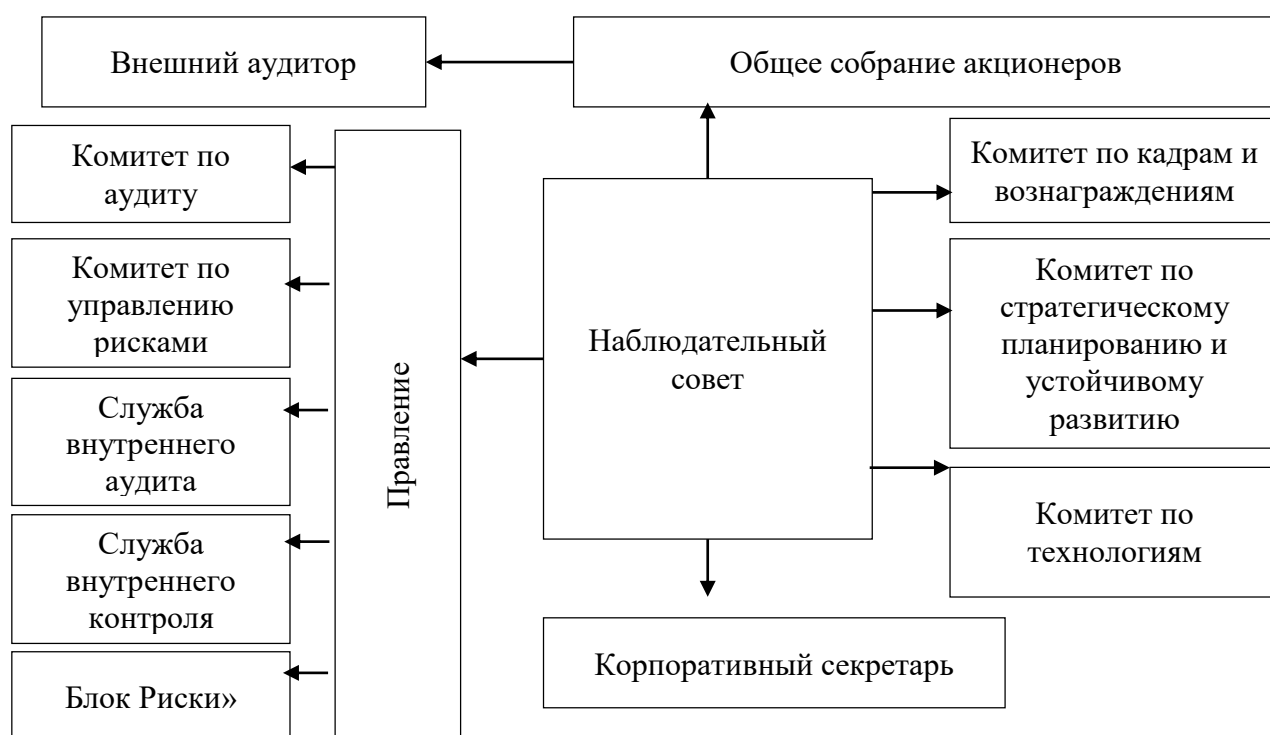 Внешний аудитор
Общее собрание акционеров
Комитет по
аудиту
Комитет по
управлению
рисками
Служба
внутреннего
аудита
Служба
внутреннего
контроля
Блок Риски»
Правление
Наблюдательный
совет
Комитет по кадрам и
вознаграждениям
Комитет по
стратегическому
планированию и
устойчивому
развитию
Комитет по
технологиям
Корпоративный секретарь